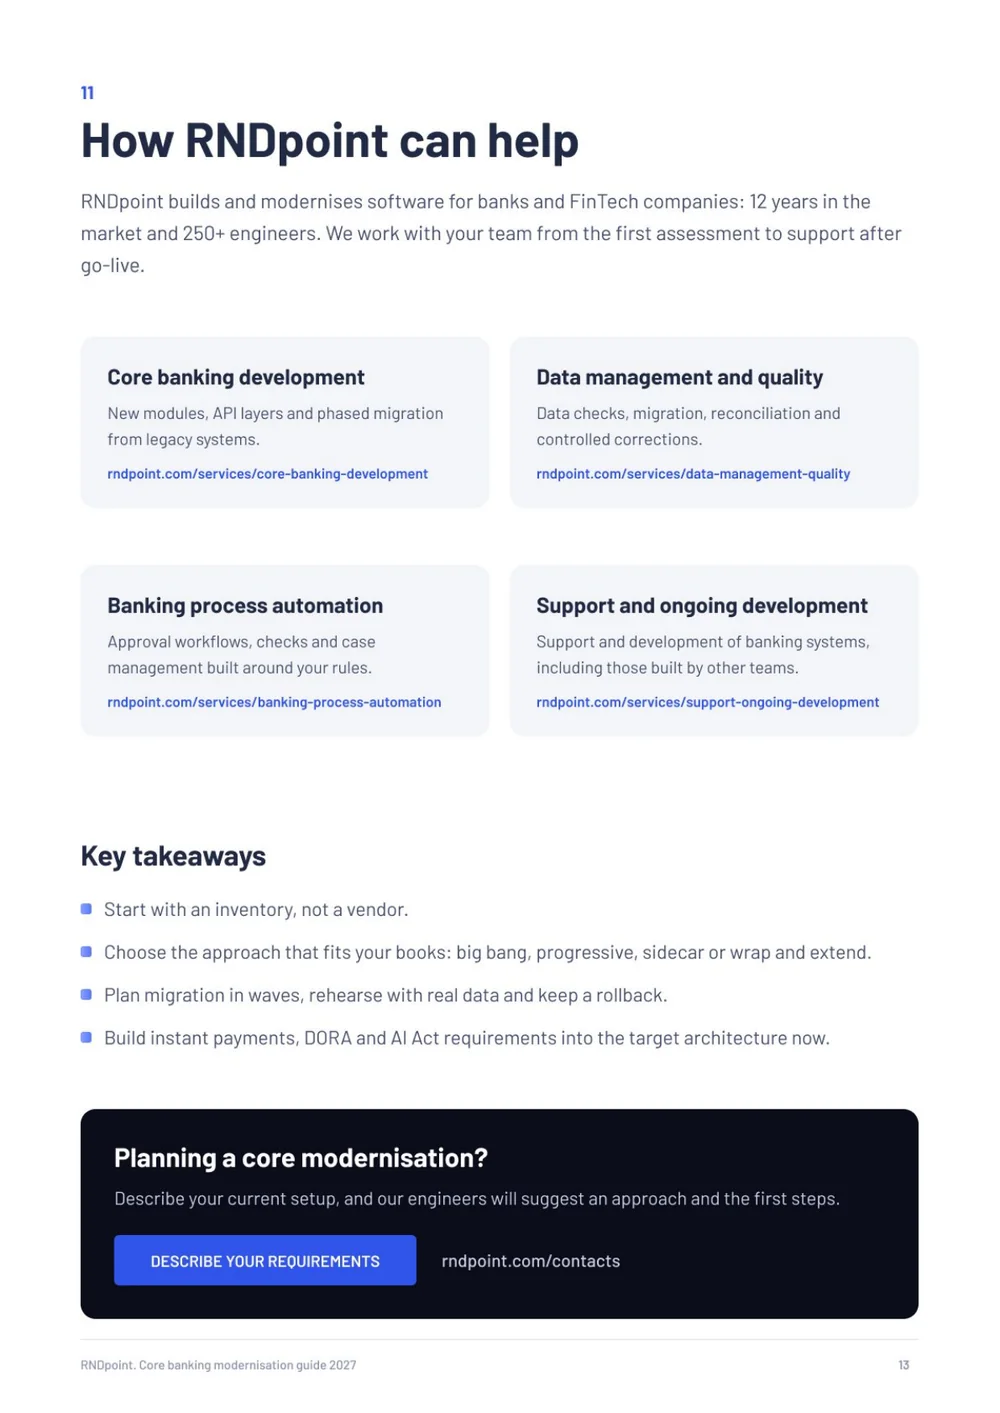 11
How RNDpoint can help
RNDpoint builds and modernises software for banks and FinTech companies: 12 years in the
market and 250+ engineers. We work with your team from the first assessment to support after
go-live.
Core banking development
New modules, API layers and phased migration
from legacy systems.
rndpoint.com/services/core-banking-development
Data management and quality
Data checks, migration, reconciliation and
controlled corrections.
rndpoint.com/services/data-management-quality
Banking process automation
Approval workflows, checks and case
management built around your rules.
rndpoint.com/services/banking-process-automation
Support and ongoing development
Support and development of banking systems,
including those built by other teams.
rndpoint.com/services/support-ongoing-development
Key takeaways
Start with an inventory, not a vendor.
Choose the approach that fits your books: big bang, progressive, sidecar or wrap and extend.
Plan migration in waves, rehearse with real data and keep a rollback.
Build instant payments, DORA and AI Act requirements into the target architecture now.
Planning a core modernisation?
Describe your current setup, and our engineers will suggest an approach and the first steps.
DESCRIBE YOUR REQUIREMENTS
rndpoint.com/contacts
RNDpoint. Core banking modernisation guide 2027
13